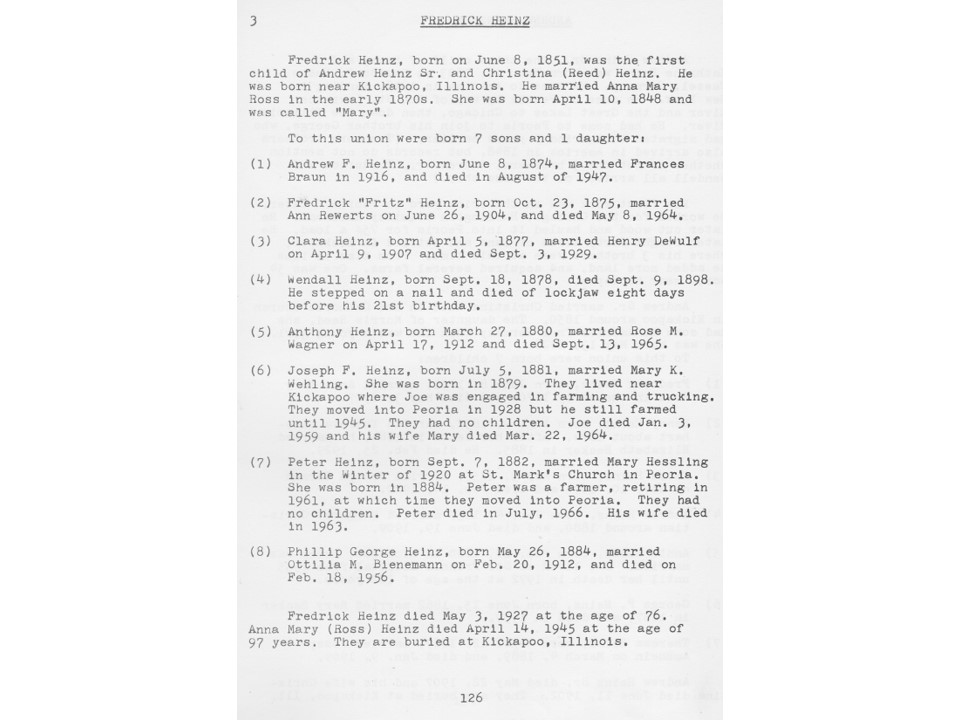 3 FREDRICK HEINZ
Fredrick Heinz, born on June 8, 1851, was the first
child of Andrew Heinz Sr. and Christina (Reed) Heinz. He
was born near Kickapoo, Illinois. He married Anna Mary
Ross in the early 1870s. She was born April 10, 1848 and
was called "Mary".
To this union were born 7 sons and 1 daughter:
(1) Andrew F. Heinz, born June 8, 1874, married Frances
Braun in 1916, and died in August of 1947.
(2) Fredrick "Fritz" Heinz, born Oct. 23, 1875, married
Ann Rewerts on June 26, 1904, and died May 8, 1964.
(3) Clara Heinz, born April 5, 1877, married Henry DeWulf
on April 9, 1907 and died Sept. 3, 1929.
(4) Wendall Heinz, born Sept. 18, 1878, died Sept. 9, 1898.
He stepped on a nail and died of lockjaw eight days
before his 21st birthday.
(5) Anthony Heinz, born March 27, 1880, married Rose M.
Wagner on April 17, 1912 and died Sept. 13, 1965.
(6) Joseph F. Heinz, born July 5, 1881, married Mary K.
Wehling. She was born in 1879. They lived near
Kickapoo where Joe was engaged in farming and trucking.
They moved into Peoria in 1928 but he still farmed
until 1945. They had no children. Joe died Jan. 3,
1959 and his wife Mary died Mar. 22, 1964.
(7) Peter Heinz, born Sept. 7, 1882, married Mary Hessling
in the Winter of 1920 at St. Mark's Church in Peoria.
She was born in 1884. Peter was a farmer, retiring in
1961, at which time they moved into Peoria. They had
no children. Peter died in July, 1966. His wife died
in 1963.
(8) Phillip George Heinz, born May 26, 1884, married
Ottilia M. Bienemann on Feb. 20, 1912, and died on
Feb. 18, 1956.
Fredrick Heinz died May 3, 1927 at the age of 76.
Anna Mary (Ross) Heinz died April 14, 1945 at the age of
97 years. They are buried at Kickapoo, Illinois.
126